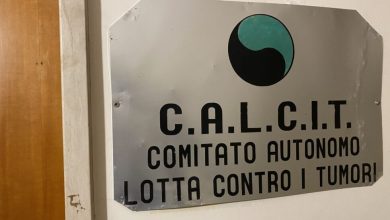 C.A.L.C.I.T.
COMITATO AUTONOMO
LOTTA CONTRO I TUMORI